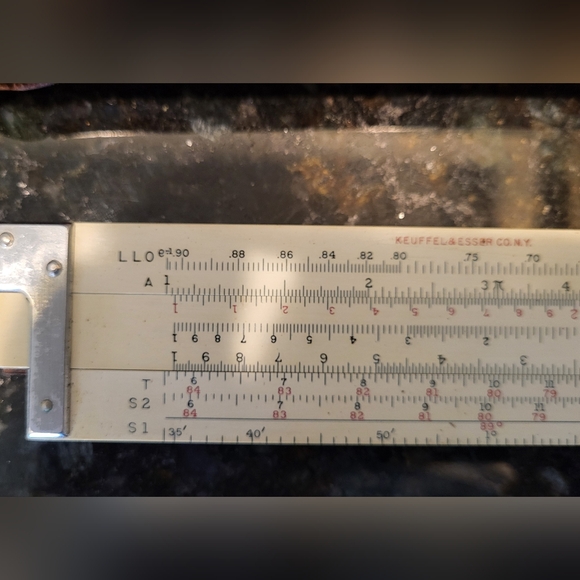 KEUFFEL & ESSER CO. N.Y.
LLO e⁻¹.90 .88 .86 .84 .82 .80 .75 .70
A 1 2 3 π 4
1 1 2 3 4 5 6 7 8 9
1 9 8 7 6 5 4 3 2
1 9 8 7 6 5 4 3
T 6 7 8 9 10 11
84 83 82 81 80 79
S2 6 7 8 9 10 11
84 83 82 81 80 79
89°
S1 35′ 40′ 50′ 1°